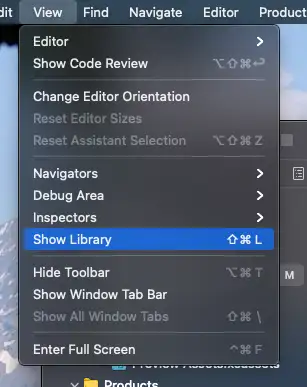 View Find Navigate Editor Product
Editor
Show Code Review ⌥⇧⌘↩
Change Editor Orientation
Reset Editor Sizes
Reset Assistant Selection ⌥⇧⌘Z
Navigators
Debug Area
Inspectors
Show Library ⇧⌘L
Hide Toolbar ⌥⌘T
Show Window Tab Bar
Show All Window Tabs ⇧⌘\
Enter Full Screen ^⌘F
M
Products